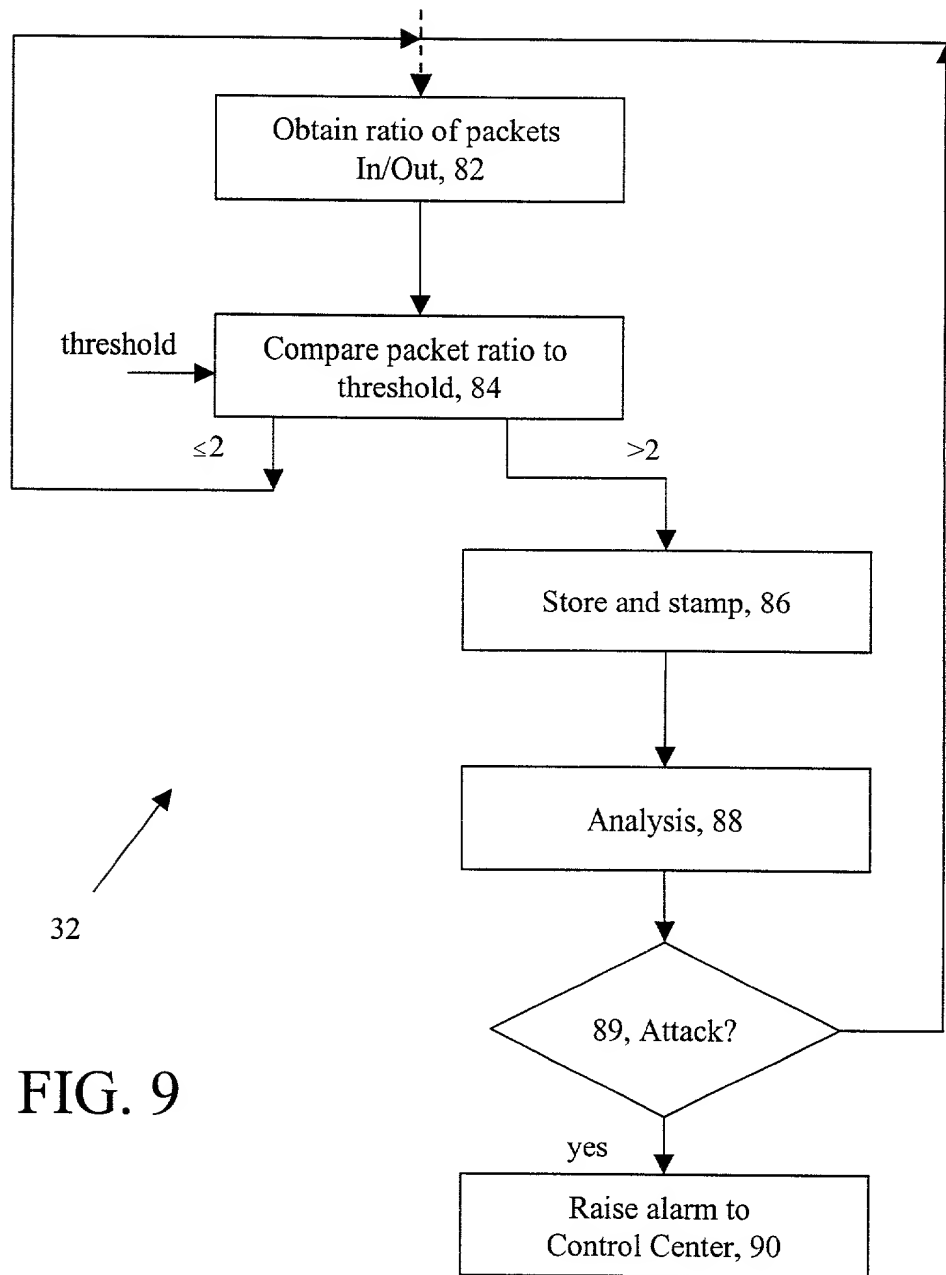 Obtain ratio of packets
In/Out, 82
threshold
Compare packet ratio to
threshold, 84
≤2
>2
Store and stamp, 86
Analysis, 88
32
89, Attack?
FIG. 9
yes
Raise alarm to
Control Center, 90